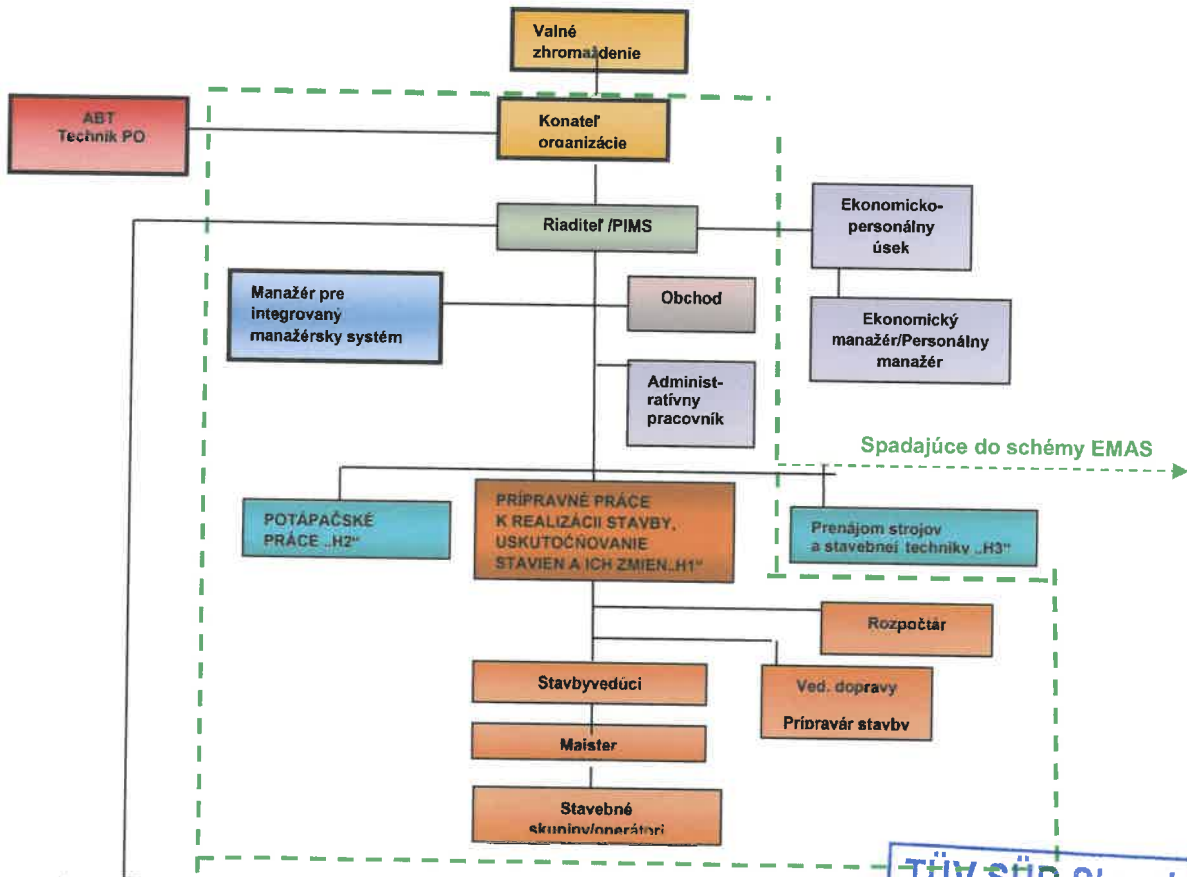 Valné
zhromaždenie
ABT
Technik PO
Konateľ
organizácie
Riaditeľ /PIMS
Ekonomicko-
personálny
úsek
Manažér pre
integrovaný
manažérsky systém
Obchod
Ekonomický
manažér/Personálny
manažér
Administ-
ratívny
pracovník
Spadajúce do schémy EMAS
POTÁPAČSKÉ
PRÁCE „H2“
PRÍPRAVNÉ PRÁCE
K REALIZÁCII STAVBY,
USKUTOČŇOVANIE
STAVIEN A ICH ZMIEN„H1“
Prenájom strojov
a stavebnej techniky „H3“
Rozpočtár
Stavbyvedúci
Ved. dopravy
Prípravár stavby
Majster
Stavebné
skupiny/operátori
TÜV SÜD